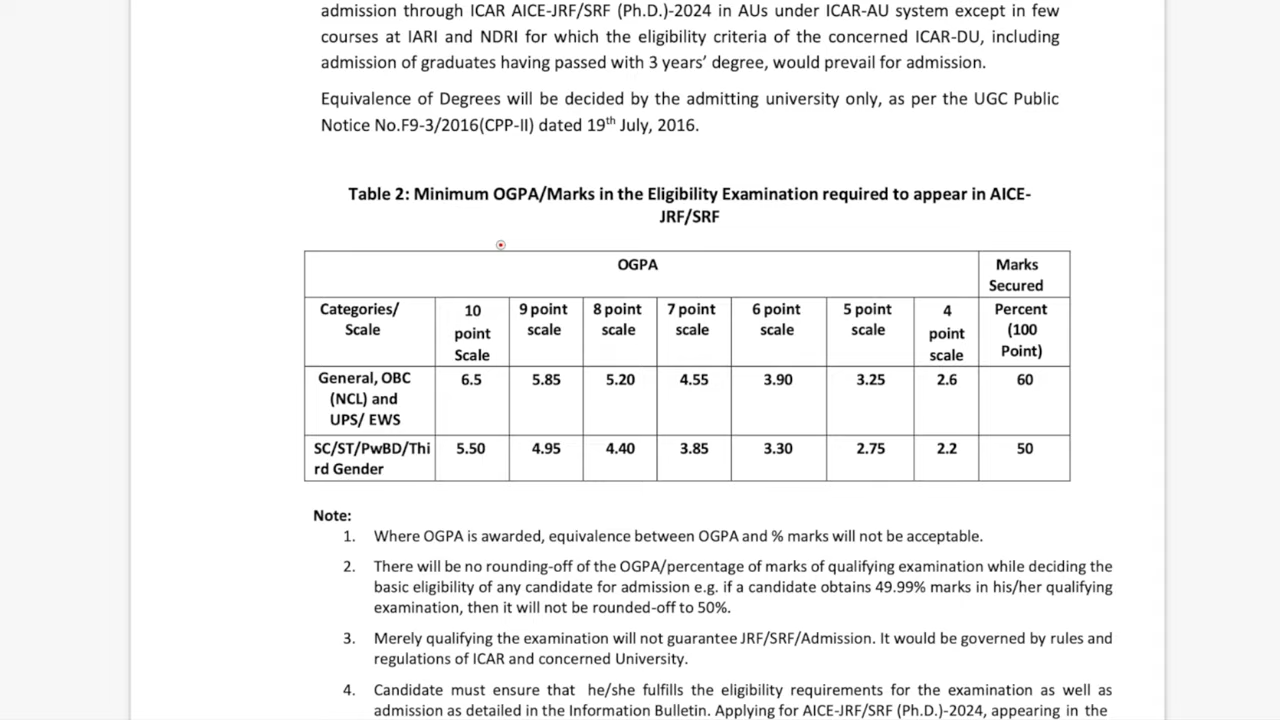 admission through ICAR AICE-JRF/SRF (Ph.D.)-2024 in AUs under ICAR-AU system except in few
courses at IARI and NDRI for which the eligibility criteria of the concerned ICAR-DU, including
admission of graduates having passed with 3 years’ degree, would prevail for admission.
Equivalence of Degrees will be decided by the admitting university only, as per the UGC Public
Notice No.F9-3/2016(CPP-II) dated 19th July, 2016.
Table 2: Minimum OGPA/Marks in the Eligibility Examination required to appear in AICE-
JRF/SRF
OGPA
Marks
Secured
Categories/
Scale
10
point
Scale
9 point
scale
8 point
scale
7 point
scale
6 point
scale
5 point
scale
4
point
scale
Percent
(100
Point)
General, OBC
(NCL) and
UPS/ EWS
6.5
5.85
5.20
4.55
3.90
3.25
2.6
60
SC/ST/PwBD/Thi
rd Gender
5.50
4.95
4.40
3.85
3.30
2.75
2.2
50
Note:
1. Where OGPA is awarded, equivalence between OGPA and % marks will not be acceptable.
2. There will be no rounding-off of the OGPA/percentage of marks of qualifying examination while deciding the
basic eligibility of any candidate for admission e.g. if a candidate obtains 49.99% marks in his/her qualifying
examination, then it will not be rounded-off to 50%.
3. Merely qualifying the examination will not guarantee JRF/SRF/Admission. It would be governed by rules and
regulations of ICAR and concerned University.
4. Candidate must ensure that he/she fulfills the eligibility requirements for the examination as well as
admission as detailed in the Information Bulletin. Applying for AICE-JRF/SRF (Ph.D.)-2024, appearing in the